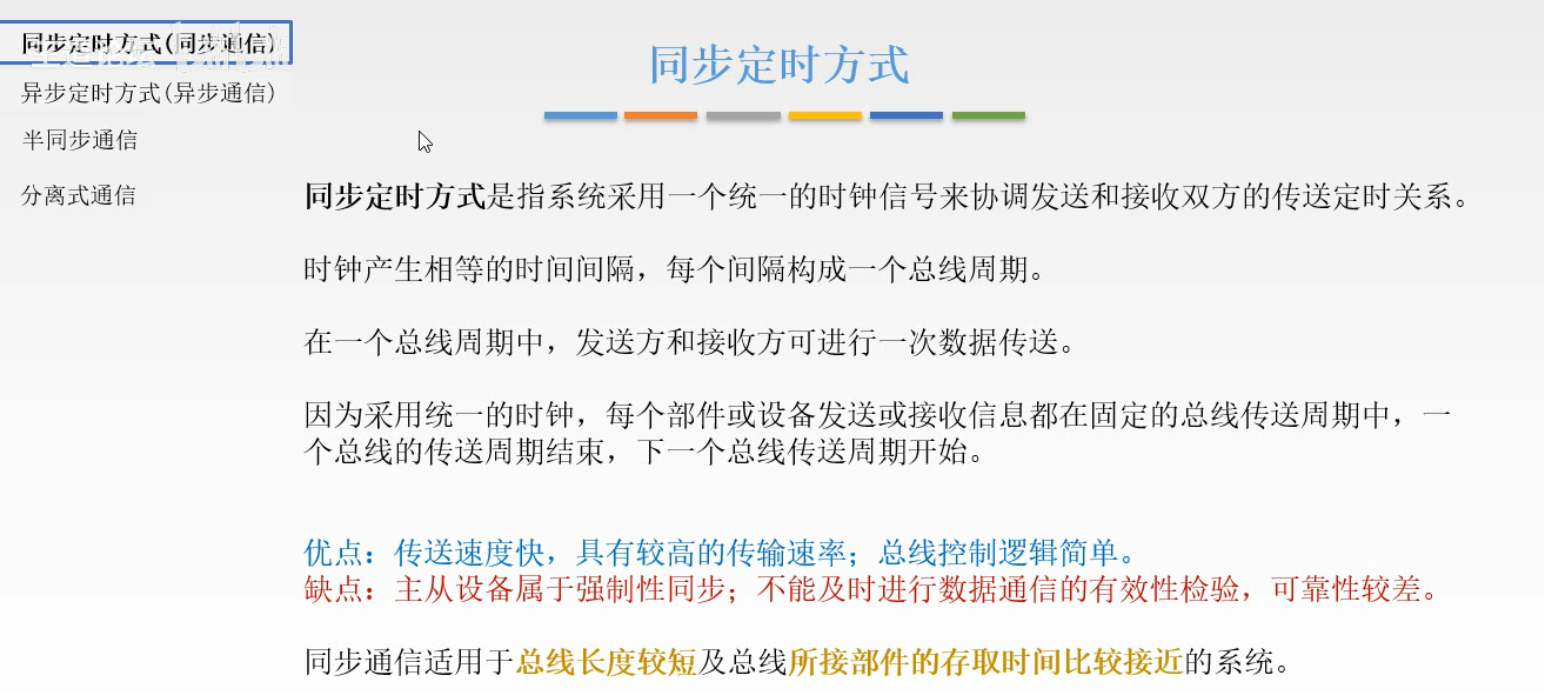 同步定时方式(同步通信)
异步定时方式(异步通信)
半同步通信
分离式通信
同步定时方式
同步定时方式是指系统采用一个统一的时钟信号来协调发送和接收双方的传送定时关系。
时钟产生相等的时间间隔，每个间隔构成一个总线周期。
在一个总线周期中，发送方和接收方可进行一次数据传送。
因为采用统一的时钟，每个部件或设备发送或接收信息都在固定的总线传送周期中，一
个总线的传送周期结束，下一个总线传送周期开始。
优点：传送速度快，具有较高的传输速率；总线控制逻辑简单。
缺点：主从设备属于强制性同步；不能及时进行数据通信的有效性检验，可靠性较差。
同步通信适用于总线长度较短及总线所接部件的存取时间比较接近的系统。